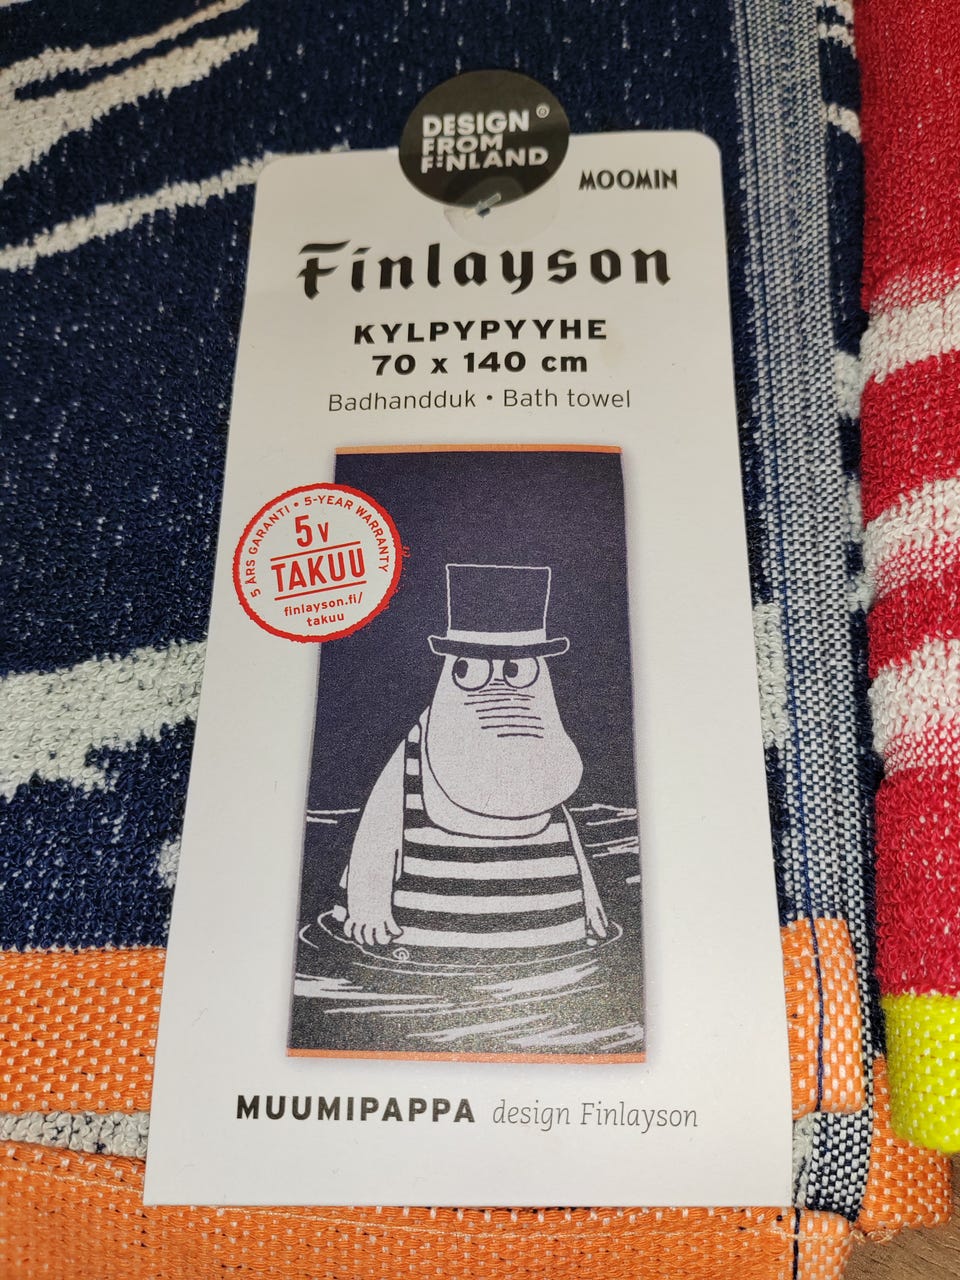 DESIGN ®
FROM
FINLAND
MOOMIN
Finlayson
KYLPYPYYHE
70 x 140 cm
Badhandduk • Bath towel
5 ÅRS GARANTI • 5-YEAR WARRANTY
5 v
TAKUU
finlayson.fi/
takuu
MUUMIPAPPA design Finlayson